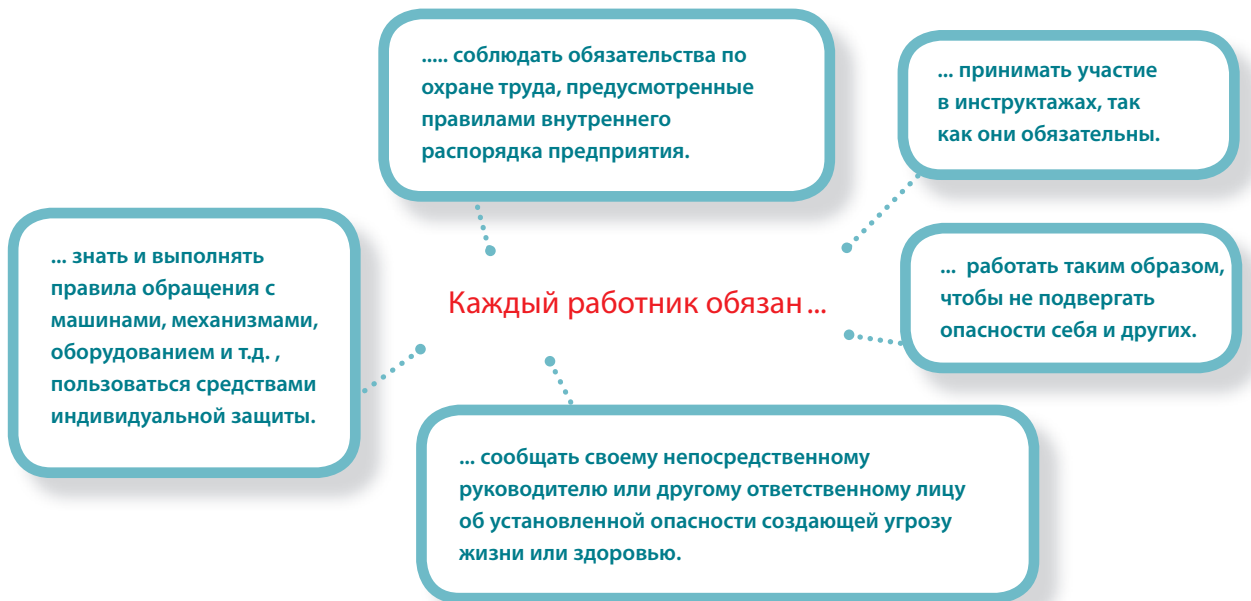 ..... соблюдать обязательства по
охране труда, предусмотренные
правилами внутреннего
распорядка предприятия.
... принимать участие
в инструктажах, так
как они обязательны.
... знать и выполнять
правила обращения с
машинами, механизмами,
оборудованием и т.д. ,
пользоваться средствами
индивидуальной защиты.
Каждый работник обязан ...
... работать таким образом,
чтобы не подвергать
опасности себя и других.
... сообщать своему непосредственному
руководителю или другому ответственному лицу
об установленной опасности создающей угрозу
жизни или здоровью.